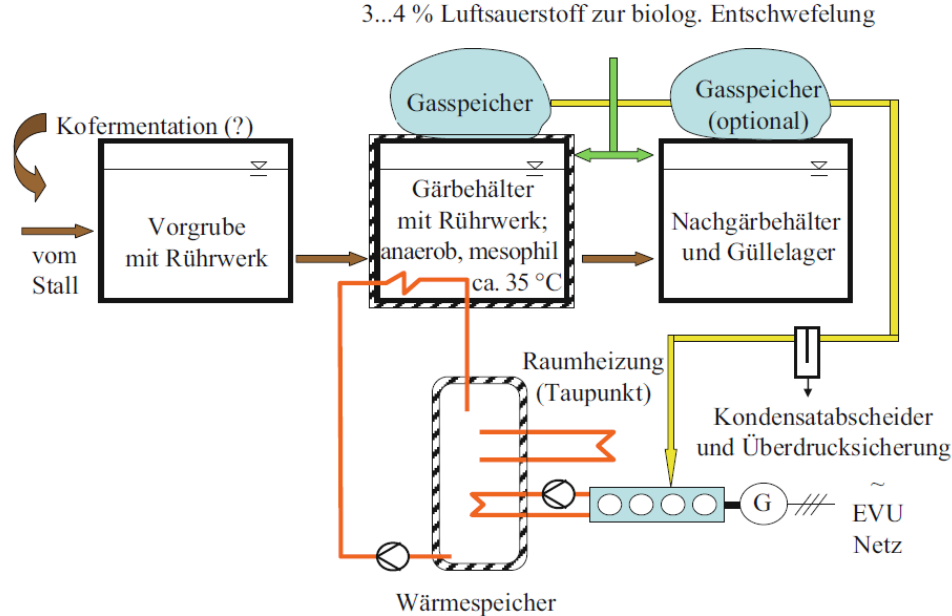 3...4 % Luftsauerstoff zur biolog. Entschwefelung
Gasspeicher
Gasspeicher
(optional)
Kofermentation (?)
vom
Stall
Vorgrube
mit Rührwerk
Gärbehälter
mit Rührwerk;
anaerob, mesophil
ca. 35 °C
Nachgärbehälter
und Güllelager
Raumheizung
(Taupunkt)
Kondensatabscheider
und Überdrucksicherung
G
~
EVU
Netz
Wärmespeicher